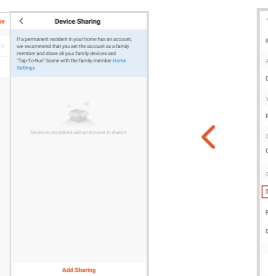 Device Sharing
If a permanent resident in your home has an account,
we recommend that you set the account as a family
member and share all your family devices and
"Tap-To-Run" Scene with the family member.Home
Settings
Device is not shared, add an account to share it
Add Sharing